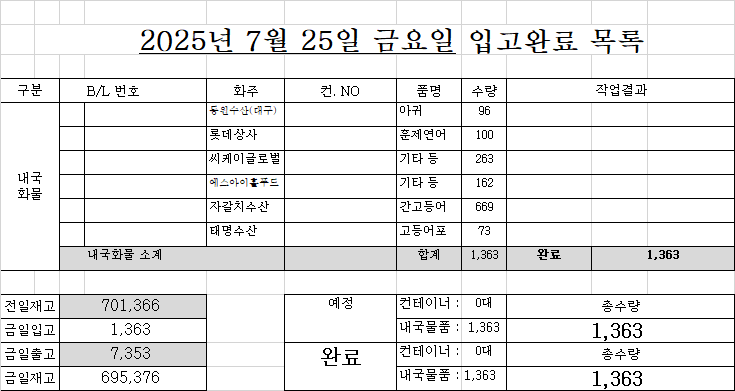 2025년 7월 25일 금요일 입고완료 목록
구분 B/L 번호 화주 컨. NO 품명 수량 작업결과
내국
화물
동원수산(대구) 아귀 96
롯데상사 훈제연어 100
씨케이글로벌 기타 등 263
에스아이홀푸드 기타 등 162
자갈치수산 간고등어 669
태명수산 고등어포 73
내국화물 소계 합계 1,363 완료 1,363
전일재고 701,366 예정 컨테이너 : 0대 총수량
금일입고 1,363 내국물품 : 1,363 1,363
금일출고 7,353 완료 컨테이너 : 0대 총수량
금일재고 695,376 내국물품 : 1,363 1,363